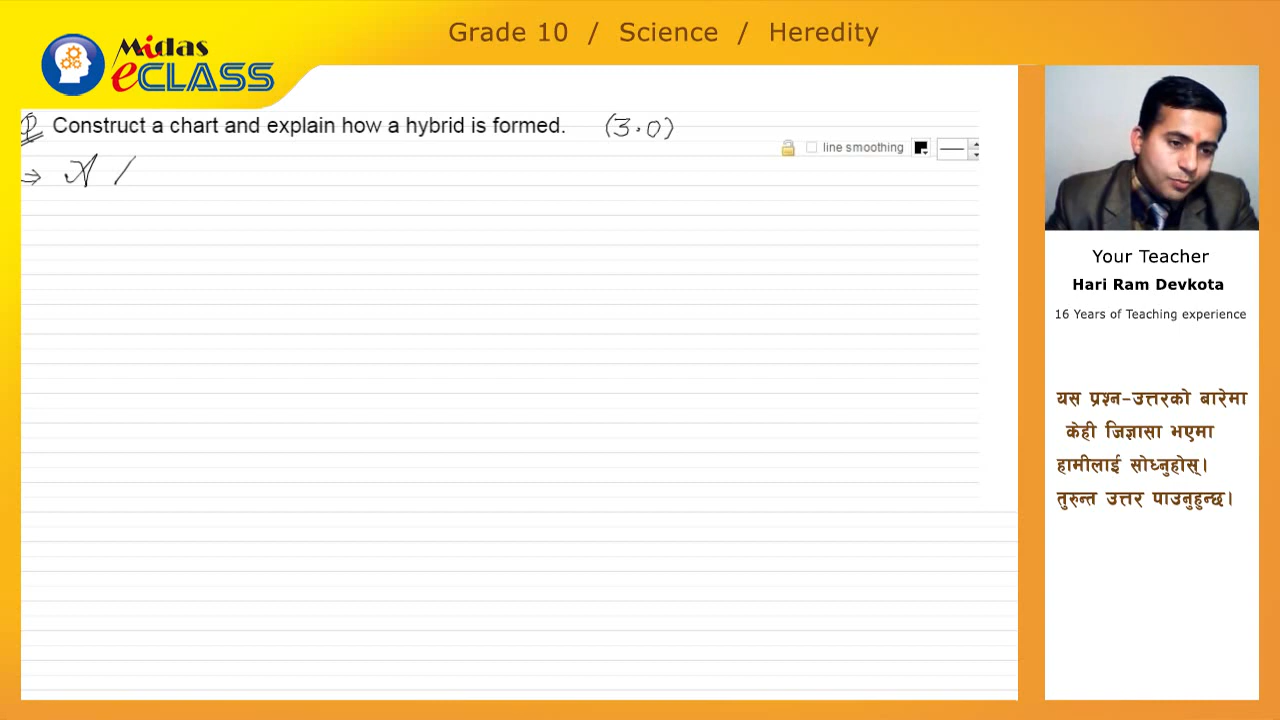 Grade 10 / Science / Heredity
Midas
eCLASS
Q. Construct a chart and explain how a hybrid is formed. (3.0)
line smoothing
⇒ A /
Your Teacher
Hari Ram Devkota
16 Years of Teaching experience
यस प्रश्न-उत्तरको बारेमा
केही जिज्ञासा भएमा
हामीलाई सोध्नुहोस्।
तुरुन्त उत्तर पाउनुहुन्छ।